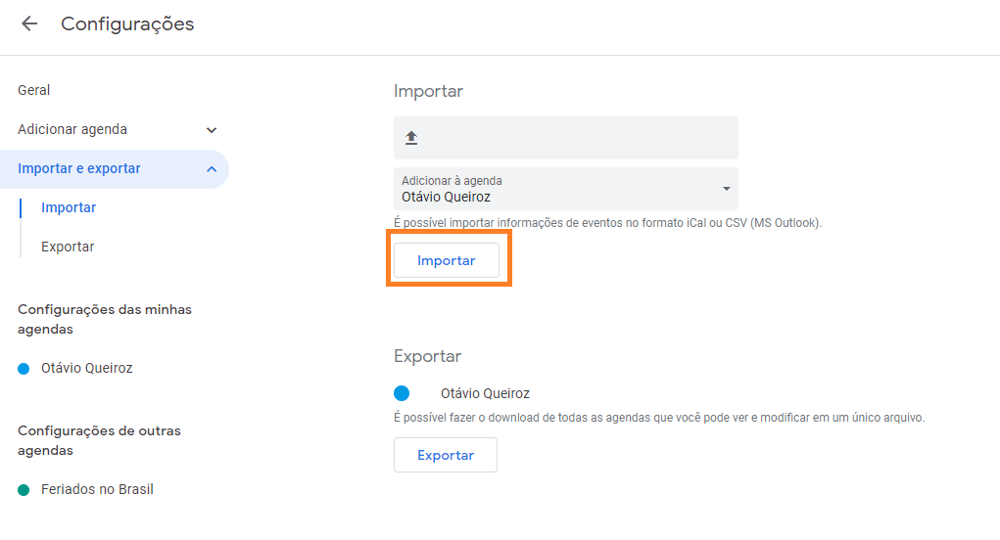 Configurações
Geral
Adicionar agenda
Importar e exportar
Importar
Exportar
Configurações das minhas
agendas
Otávio Queiroz
Configurações de outras
agendas
Feriados no Brasil
Importar
Adicionar à agenda
Otávio Queiroz
É possível importar informações de eventos no formato iCal ou CSV (MS Outlook).
Importar
Exportar
Otávio Queiroz
É possível fazer o download de todas as agendas que você pode ver e modificar em um único arquivo.
Exportar